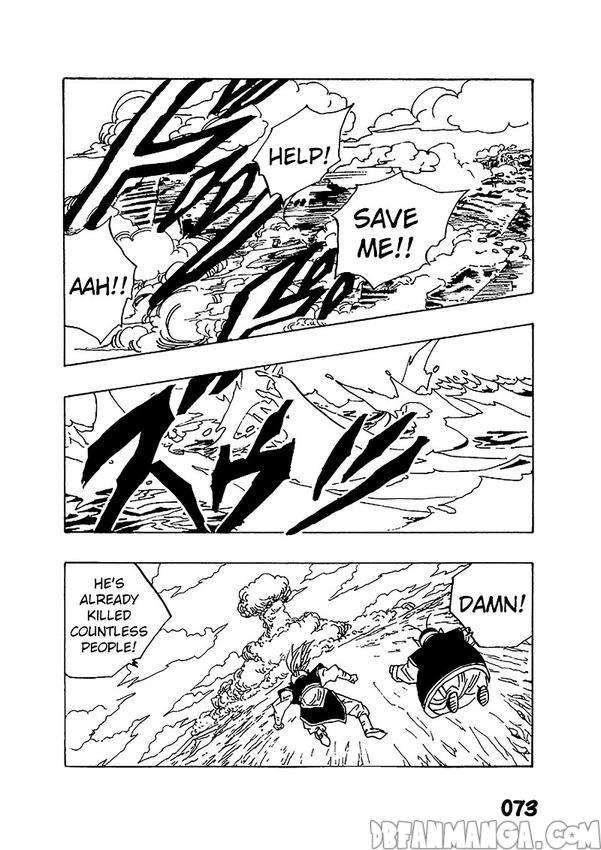 HELP!
SAVE
ME!!
AAH!!
DAMN!
HE'S
ALREADY
KILLED
COUNTLESS
PEOPLE!
073
DBFANMANGA.COM